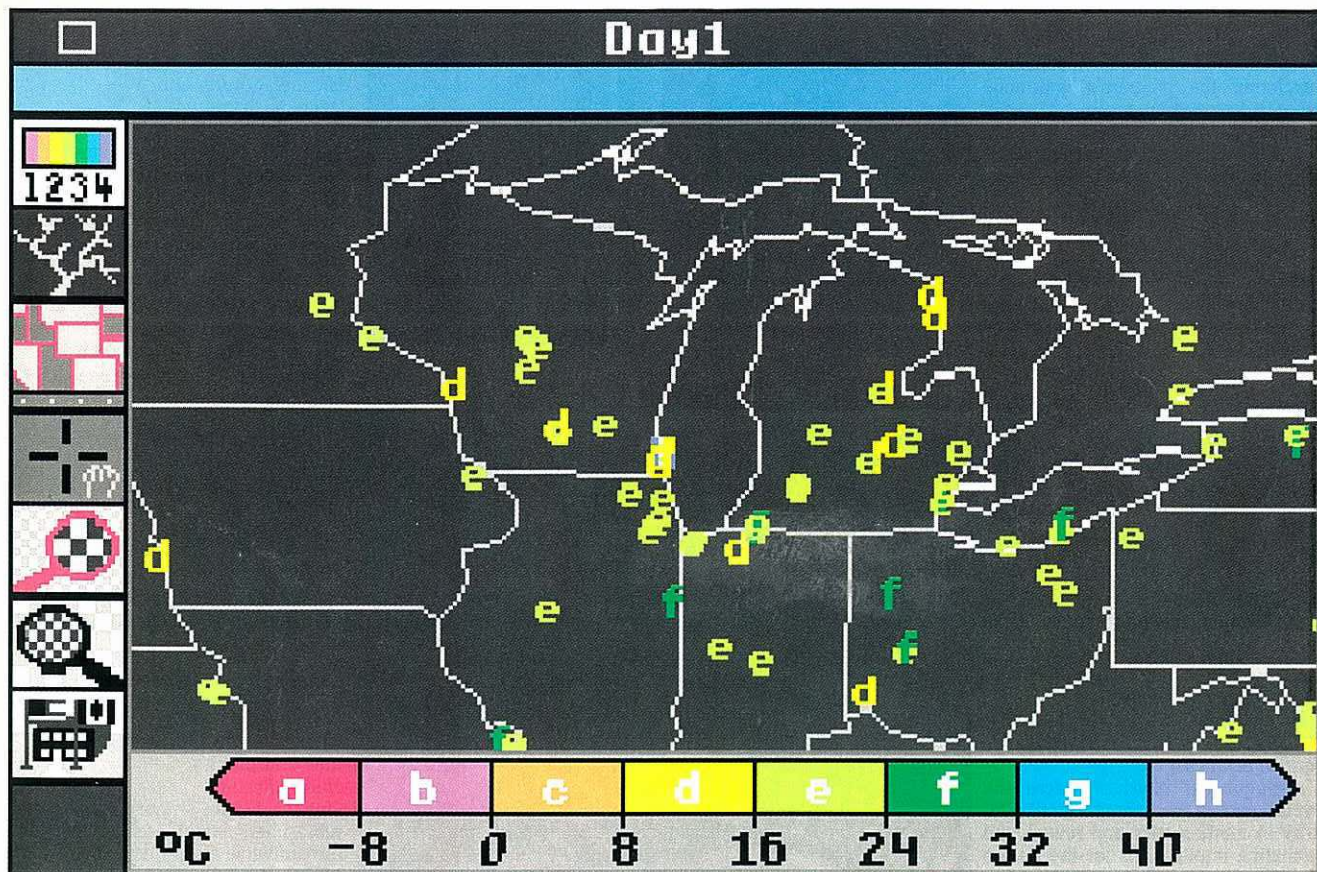 Day1
1234
d
e
d
e e e
e
d d e
d e e d e e e
d e e
e
e e e
f f
e
d d e e
e
f f e
e
e f
e
e d
f e e
a b c d e f g h
°C -8 0 8 16 24 32 40